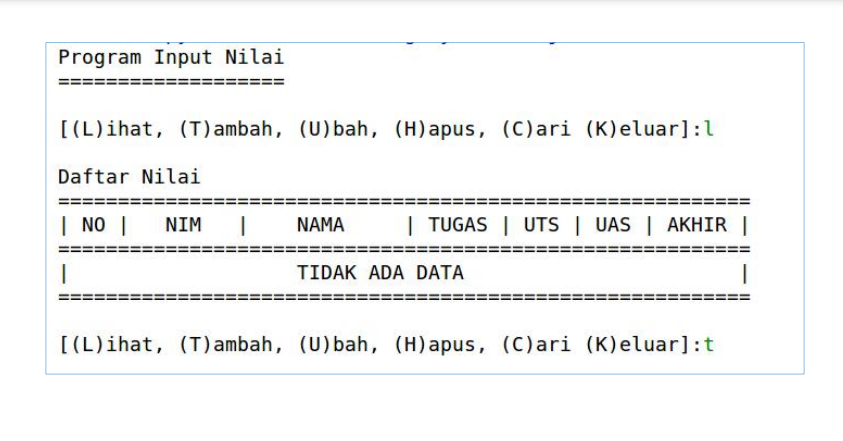 Program Input Nilai
===================
[(L)ihat, (T)ambah, (U)bah, (H)apus, (C)ari (K)eluar]:l
Daftar Nilai
==========================================================
| NO |   NIM   |    NAMA     | TUGAS | UTS | UAS | AKHIR |
==========================================================
|                   TIDAK ADA DATA                       |
==========================================================
[(L)ihat, (T)ambah, (U)bah, (H)apus, (C)ari (K)eluar]:t